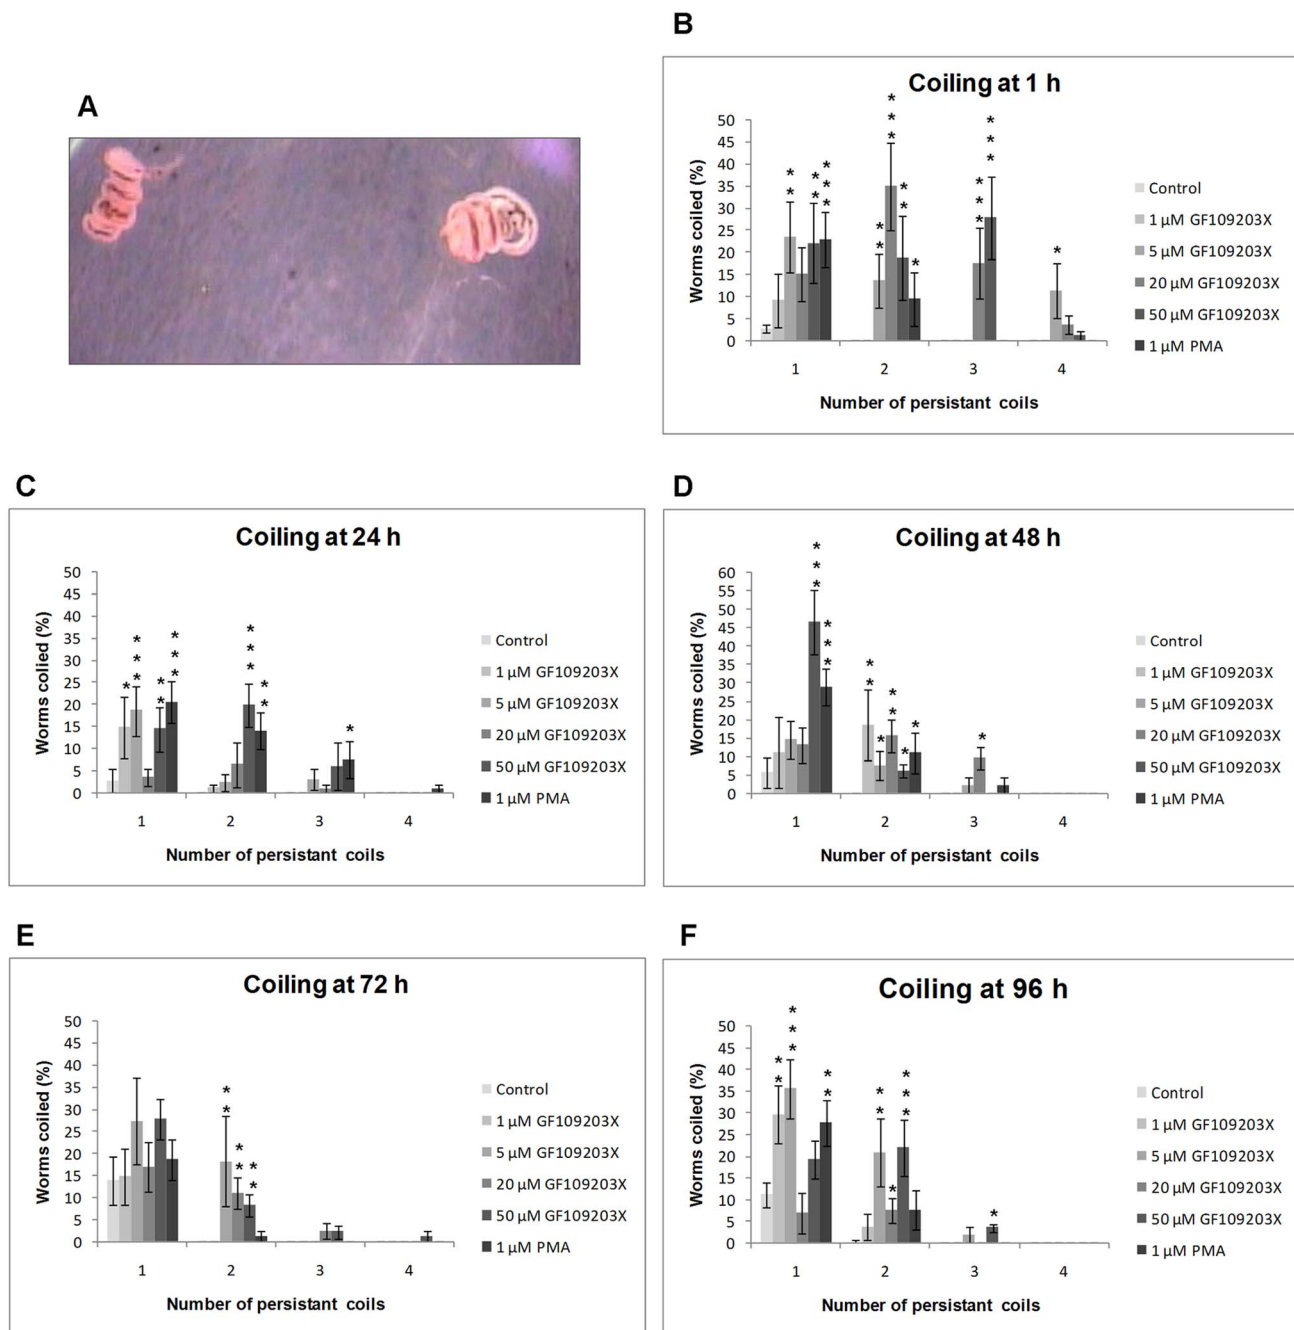 A
B
Coiling at 1 h
Worms coiled (%)
50
45
40
35
30
25
20
15
10
5
0
* *
* *
* * *
* *
* * *
* *
*
* * *
* * *
*
1 2 3 4
Number of persistant coils
Control
1 µM GF109203X
5 µM GF109203X
20 µM GF109203X
50 µM GF109203X
1 µM PMA
C
Coiling at 24 h
Worms coiled (%)
50
45
40
35
30
25
20
15
10
5
0
*
* * *
* *
* * *
* * *
* *
*
1 2 3 4
Number of persistant coils
Control
1 µM GF109203X
5 µM GF109203X
20 µM GF109203X
50 µM GF109203X
1 µM PMA
D
Coiling at 48 h
Worms coiled (%)
60
55
50
45
40
35
30
25
20
15
10
5
0
* * *
* * *
* *
*
* *
*
*
*
1 2 3 4
Number of persistant coils
Control
1 µM GF109203X
5 µM GF109203X
20 µM GF109203X
50 µM GF109203X
1 µM PMA
E
Coiling at 72 h
Worms coiled (%)
50
45
40
35
30
25
20
15
10
5
0
* *
* *
* *
1 2 3 4
Number of persistant coils
Control
1 µM GF109203X
5 µM GF109203X
20 µM GF109203X
50 µM GF109203X
1 µM PMA
F
Coiling at 96 h
Worms coiled (%)
50
45
40
35
30
25
20
15
10
5
0
* *
* * *
* *
* *
*
* * *
*
1 2 3 4
Number of persistant coils
Control
1 µM GF109203X
5 µM GF109203X
20 µM GF109203X
50 µM GF109203X
1 µM PMA